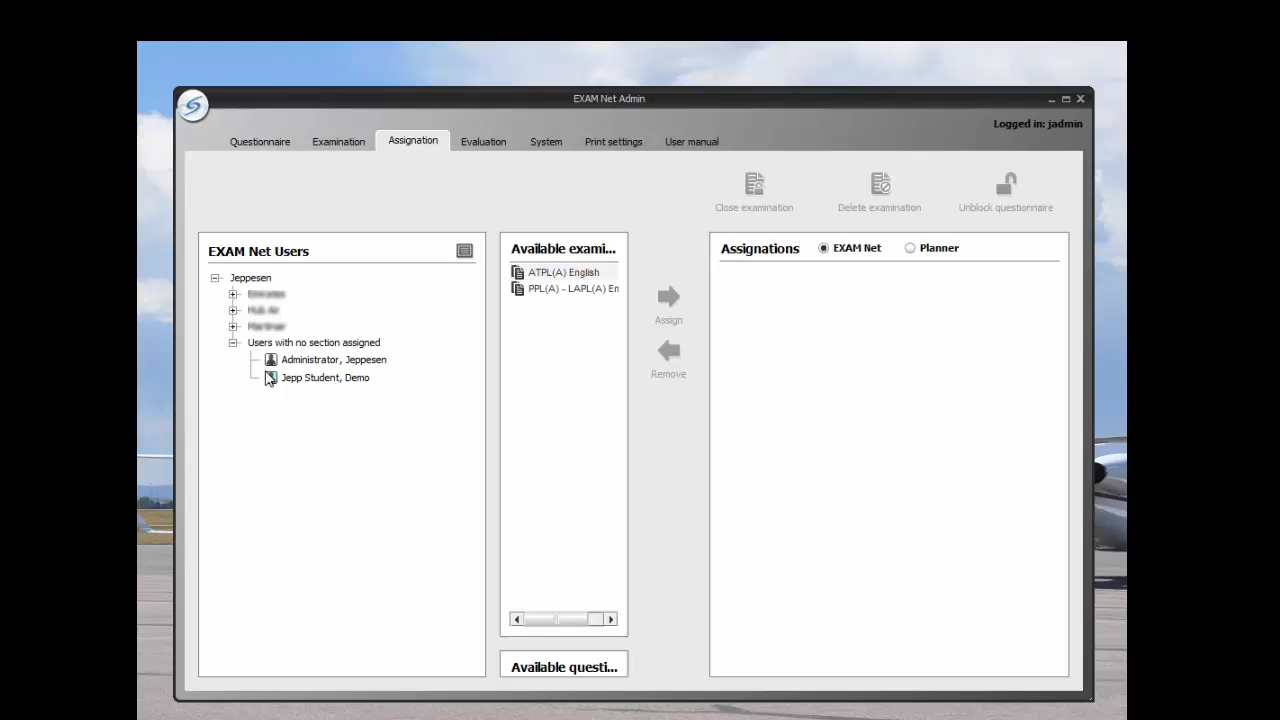 EXAM Net Admin
Logged in: jadmin
Questionnaire Examination Assignation Evaluation System Print settings User manual
Close examination Delete examination Unblock questionnaire
EXAM Net Users
Jeppesen
Users with no section assigned
Administrator, Jeppesen
Jepp Student, Demo
Available exami...
ATPL(A) English
PPL(A) - LAPL(A) En
Available questi...
Assign
Remove
Assignations EXAM Net Planner